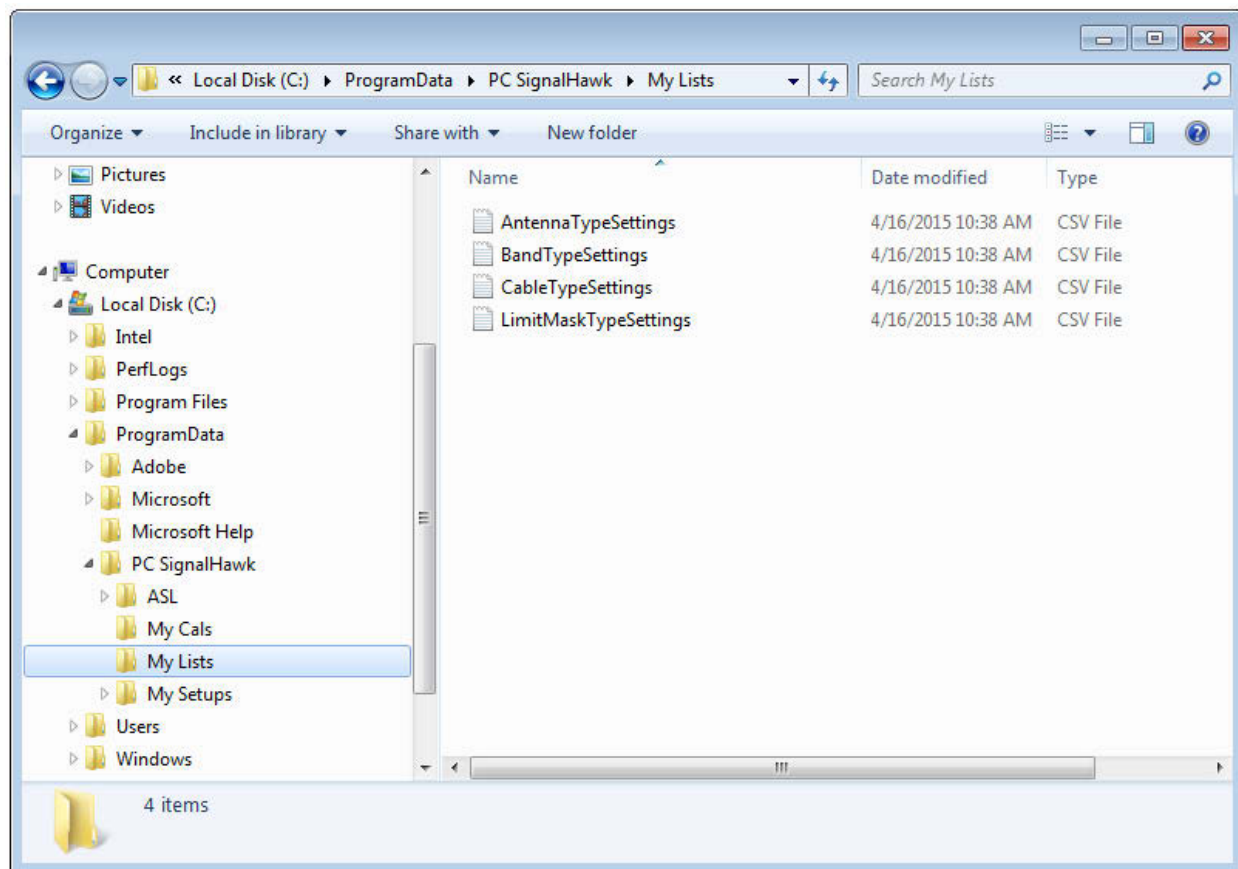 « Local Disk (C:) ProgramData PC SignalHawk My Lists
Search My Lists
Organize Include in library Share with New folder
Pictures
Videos
Computer
Local Disk (C:)
Intel
PerfLogs
Program Files
ProgramData
Adobe
Microsoft
Microsoft Help
PC SignalHawk
ASL
My Cals
My Lists
My Setups
Users
Windows
Name Date modified Type
AntennaTypeSettings 4/16/2015 10:38 AM CSV File
BandTypeSettings 4/16/2015 10:38 AM CSV File
CableTypeSettings 4/16/2015 10:38 AM CSV File
LimitMaskTypeSettings 4/16/2015 10:38 AM CSV File
4 items